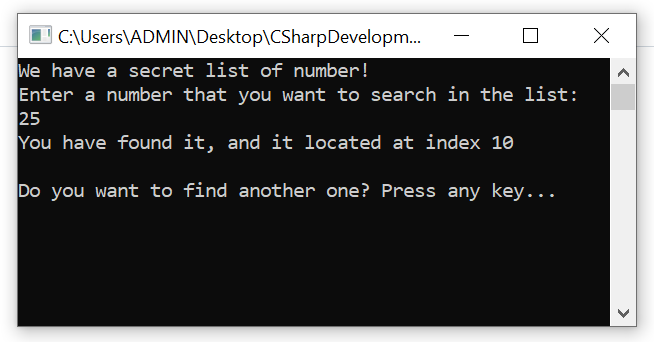 C:\Users\ADMIN\Desktop\CSharpDevelopm...
We have a secret list of number!
Enter a number that you want to search in the list:
25
You have found it, and it located at index 10
Do you want to find another one? Press any key...